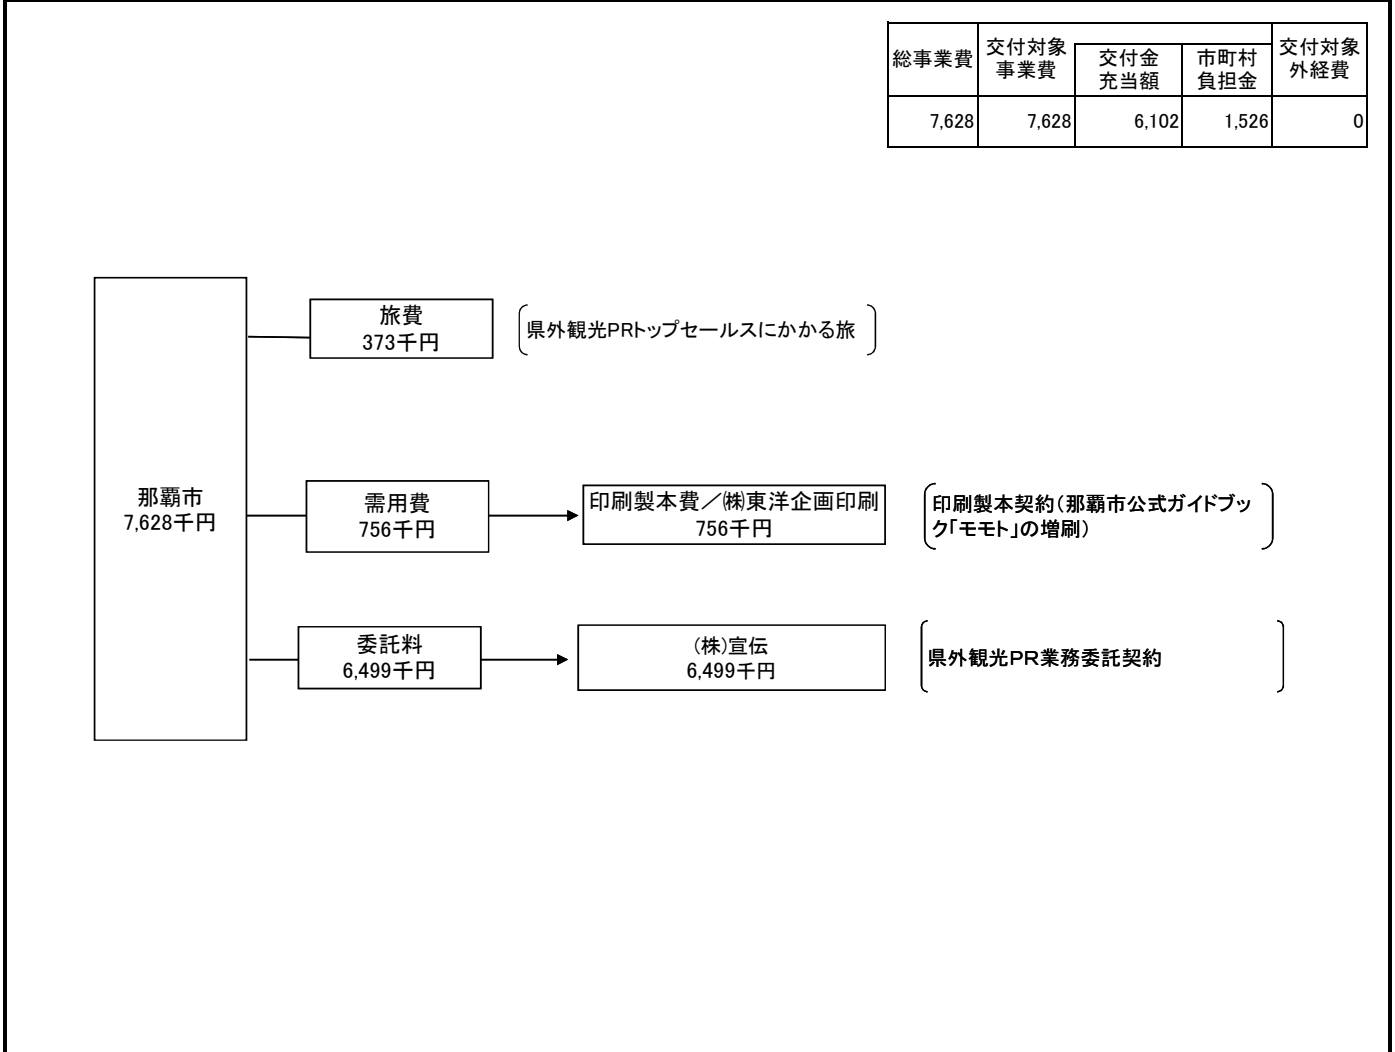 総事業費
交付対象
事業費
交付金
充当額
市町村
負担金
交付対象
外経費
7,628
7,628
6,102
1,526
0
那覇市
7,628千円
旅費
373千円
県外観光PRトップセールスにかかる旅
需用費
756千円
印刷製本費／㈱東洋企画印刷
756千円
印刷製本契約（那覇市公式ガイドブッ
ク「モモト」の増刷）
委託料
6,499千円
（株）宣伝
6,499千円
県外観光PR業務委託契約